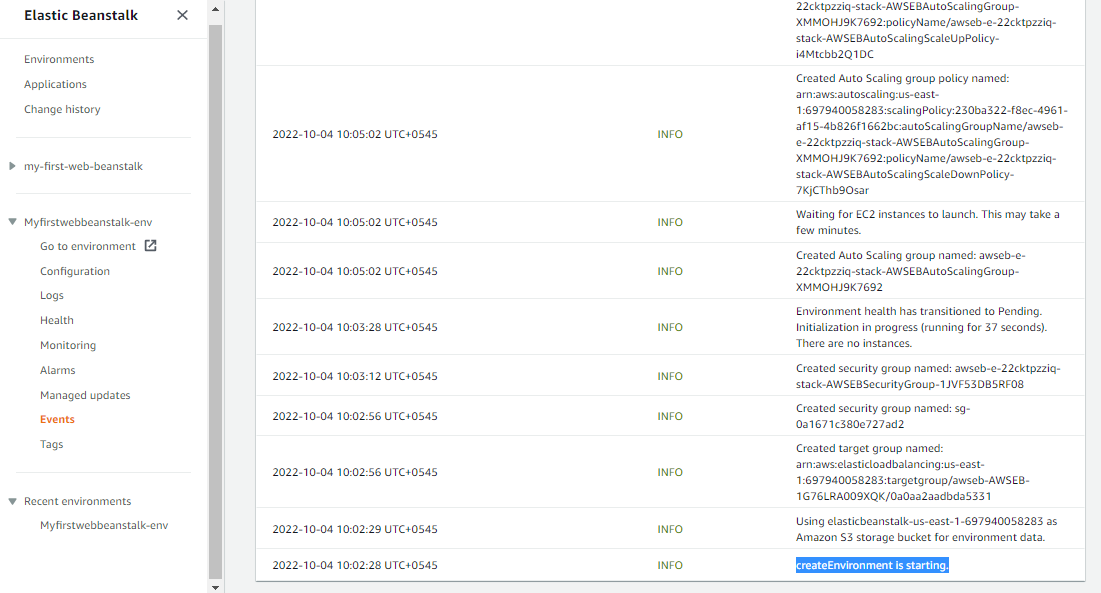 Elastic Beanstalk
Environments
Applications
Change history
my-first-web-beanstalk
Myfirstwebbeanstalk-env
Go to environment
Configuration
Logs
Health
Monitoring
Alarms
Managed updates
Events
Tags
Recent environments
Myfirstwebbeanstalk-env
22cktpzziq-stack-AWSEBAutoScalingGroup-
XMMOHJ9K7692:policyName/awseb-e-22cktpzziq-
stack-AWSEBAutoScalingScaleUpPolicy-
i4Mtcbb2Q1DC
2022-10-04 10:05:02 UTC+0545
INFO
Created Auto Scaling group policy named:
arn:aws:autoscaling:us-east-
1:697940058283:scalingPolicy:230ba322-f8ec-4961-
af15-4b826f1662bc:autoScalingGroupName/awseb-
e-22cktpzziq-stack-AWSEBAutoScalingGroup-
XMMOHJ9K7692:policyName/awseb-e-22cktpzziq-
stack-AWSEBAutoScalingScaleDownPolicy-
7KjCThb9Osar
2022-10-04 10:05:02 UTC+0545
INFO
Waiting for EC2 instances to launch. This may take a
few minutes.
2022-10-04 10:05:02 UTC+0545
INFO
Created Auto Scaling group named: awseb-e-
22cktpzziq-stack-AWSEBAutoScalingGroup-
XMMOHJ9K7692
2022-10-04 10:03:28 UTC+0545
INFO
Environment health has transitioned to Pending.
Initialization in progress (running for 37 seconds).
There are no instances.
2022-10-04 10:03:12 UTC+0545
INFO
Created security group named: awseb-e-22cktpzziq-
stack-AWSEBSecurityGroup-1JVF53DB5RF08
2022-10-04 10:02:56 UTC+0545
INFO
Created security group named: sg-
0a1671c380e727ad2
2022-10-04 10:02:56 UTC+0545
INFO
Created target group named:
arn:aws:elasticloadbalancing:us-east-
1:697940058283:targetgroup/awseb-AWSEB-
1G76LRA009XQK/0a0aa2aadbda5331
2022-10-04 10:02:29 UTC+0545
INFO
Using elasticbeanstalk-us-east-1-697940058283 as
Amazon S3 storage bucket for environment data.
2022-10-04 10:02:28 UTC+0545
INFO
createEnvironment is starting.